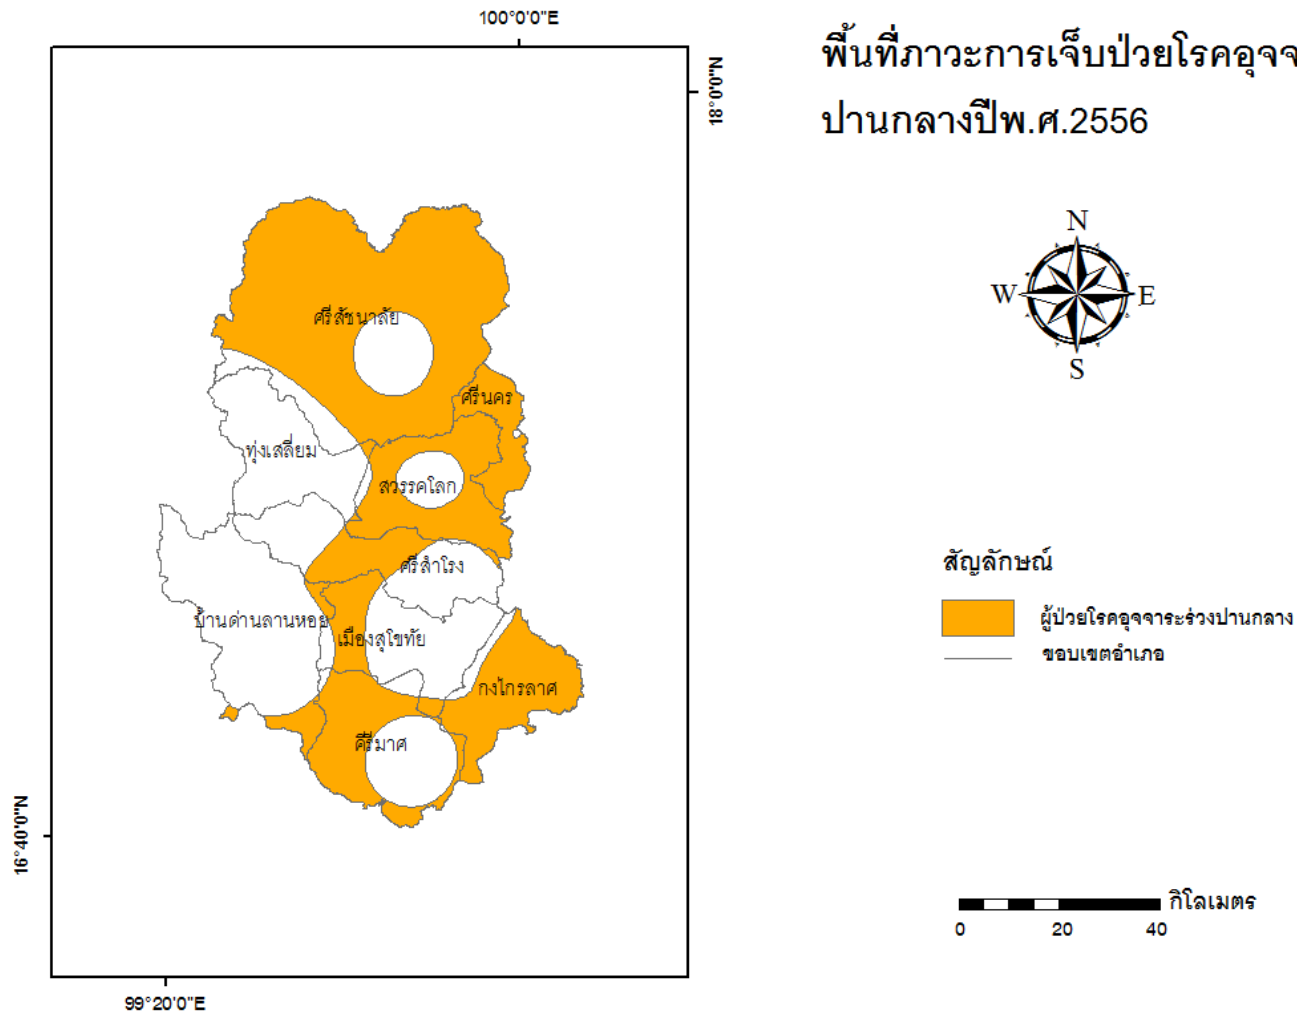 100°0'0"E
พื้นที่ภาวะการเจ็บป่วยโรคอุจจ
ปานกลางปีพ.ศ.2556
18°0'0"N
N
W
E
S
ศรีสัชนาลัย
ศรีนคร
ทุ่งเสลี่ยม
สวรรคโลก
ศรีสำโรง
บ้านด่านลานหอย
เมืองสุโขทัย
กงไกรลาศ
คีรีมาศ
สัญลักษณ์
ผู้ป่วยโรคอุจจาระร่วงปานกลาง
ขอบเขตอำเภอ
16°40'0"N
กิโลเมตร
0 20 40
99°20'0"E